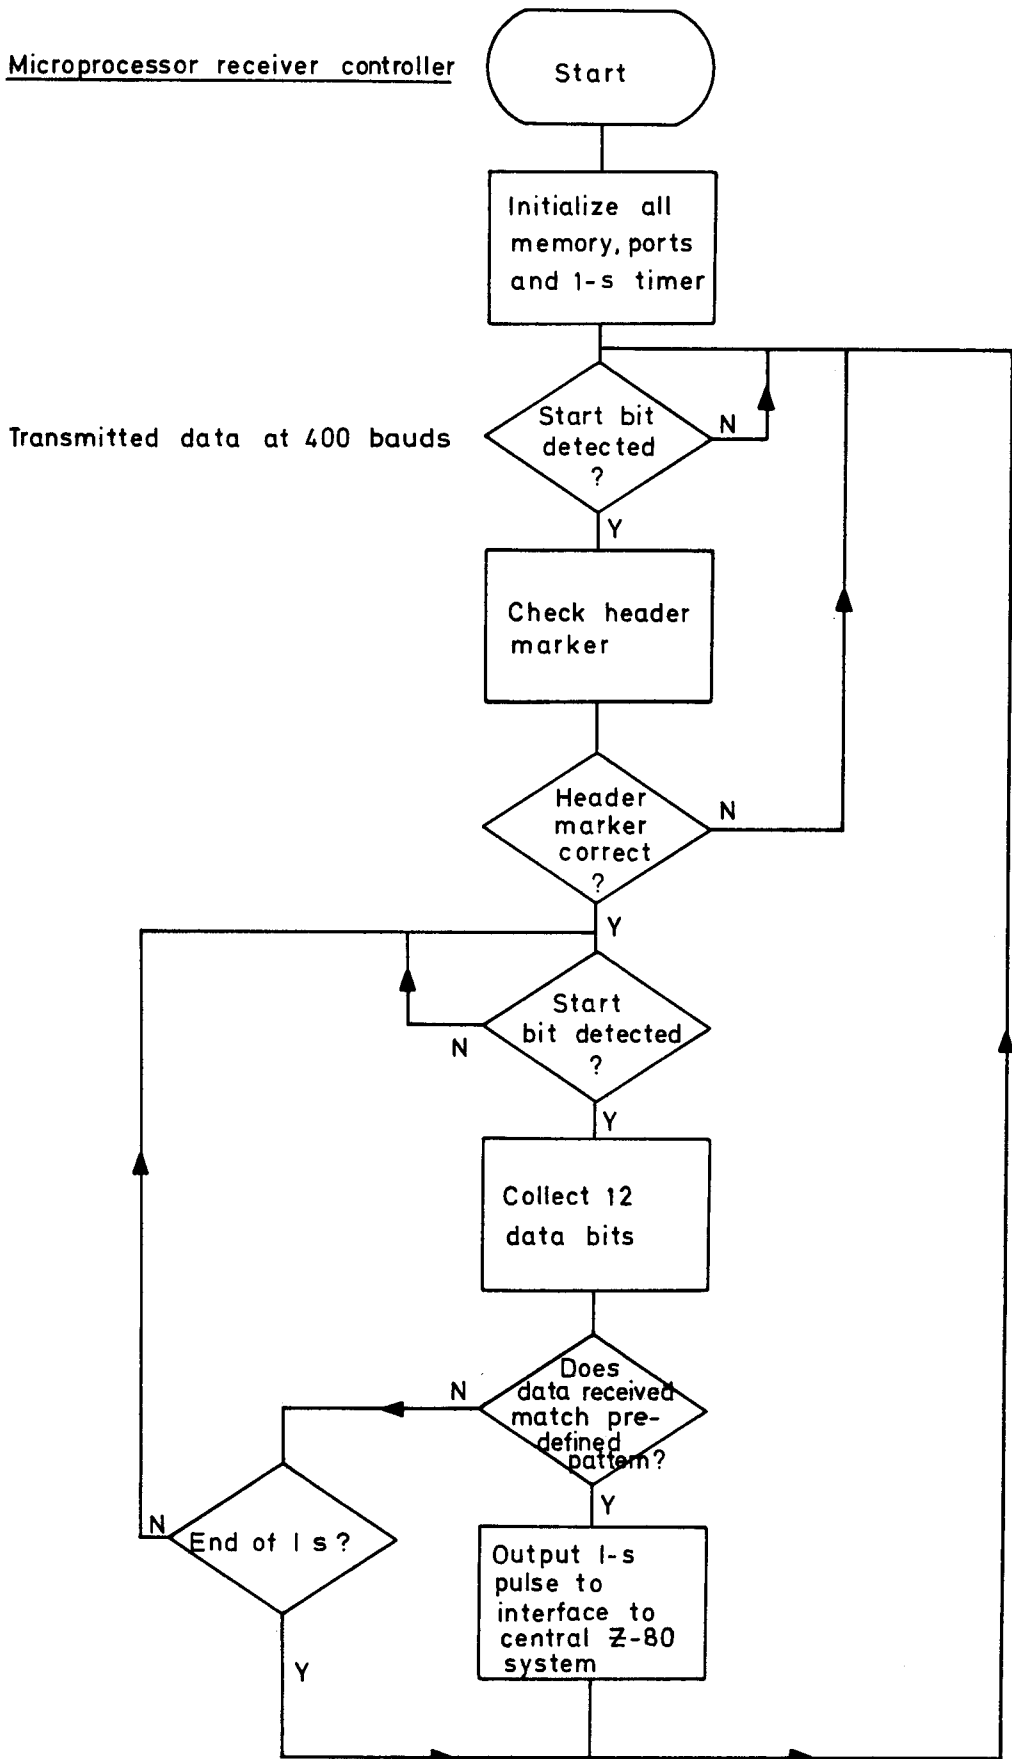 Microprocessor receiver controller
Start
Initialize all
memory, ports
and 1-s timer
Transmitted data at 400 bauds
Start bit
detected
?
N
Y
Check header
marker
Header
marker
correct
?
N
Y
Start
bit detected
?
N
Y
Collect 12
data bits
Does
data received
match pre-
defined
pattern?
N
Y
End of 1 s?
N
Y
Output 1-s
pulse to
interface to
central Z-80
system